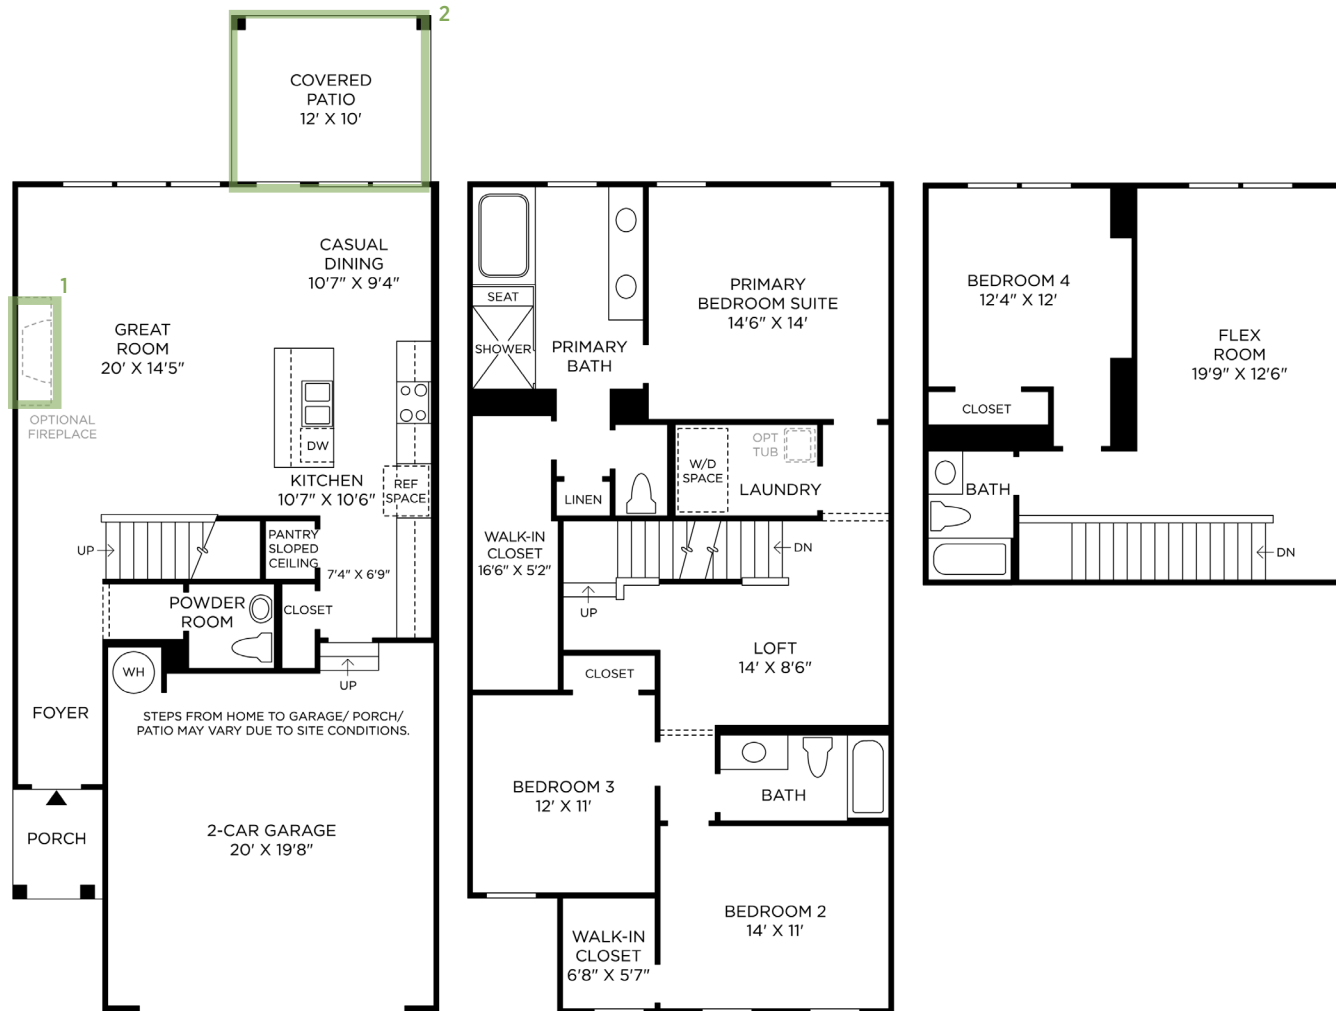 2
COVERED
PATIO
12' X 10'
CASUAL
DINING
10'7" X 9'4"
1
GREAT
ROOM
20' X 14'5"
OPTIONAL
FIREPLACE
DW
KITCHEN
10'7" X 10'6"
REF
SPACE
UP
PANTRY
SLOPED
CEILING
7'4" X 6'9"
POWDER
ROOM
CLOSET
WH
UP
FOYER
STEPS FROM HOME TO GARAGE/ PORCH/
PATIO MAY VARY DUE TO SITE CONDITIONS.
PORCH
2-CAR GARAGE
20' X 19'8"
SEAT
SHOWER
PRIMARY
BATH
PRIMARY
BEDROOM SUITE
14'6" X 14'
W/D
SPACE
OPT
TUB
LAUNDRY
LINEN
WALK-IN
CLOSET
16'6" X 5'2"
DN
UP
LOFT
14' X 8'6"
CLOSET
BEDROOM 3
12' X 11'
BATH
BEDROOM 2
14' X 11'
WALK-IN
CLOSET
6'8" X 5'7"
BEDROOM 4
12'4" X 12'
FLEX
ROOM
19'9" X 12'6"
CLOSET
BATH
DN